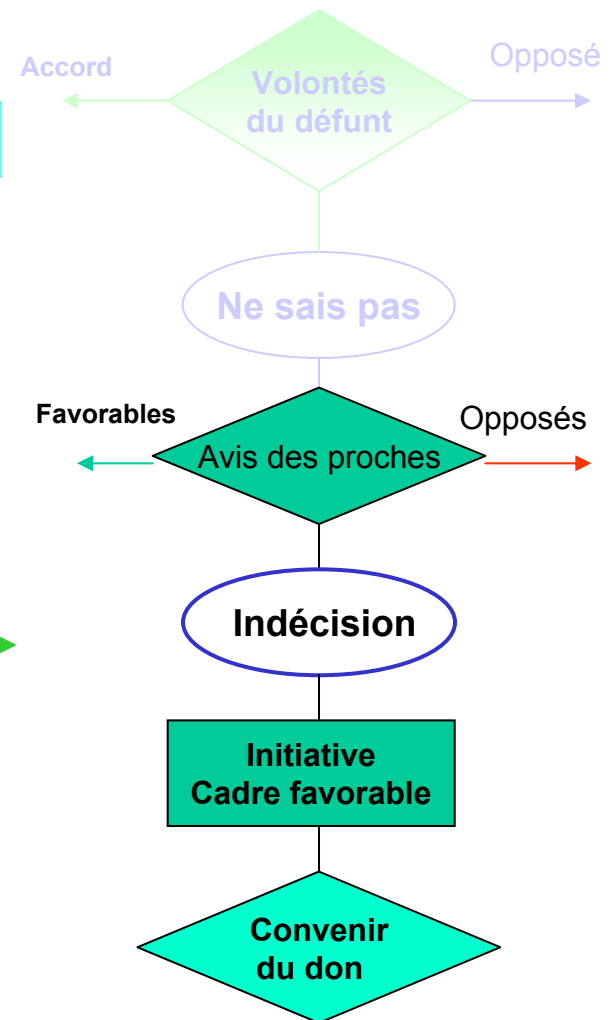 Accord
Opposé
Volontés
du défunt
Ne sais pas
Favorables
Opposés
Avis des proches
Indécision
Initiative
Cadre favorable
Convenir
du don